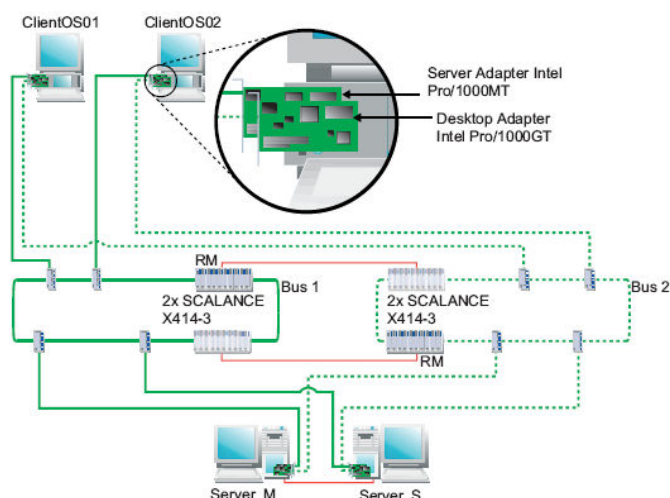 ClientOS01
ClientOS02
Server Adapter Intel
Pro/1000MT
Desktop Adapter
Intel Pro/1000GT
RM
Bus 1
2x SCALANCE
X414-3
2x SCALANCE
X414-3
Bus 2
RM
Server_M
Server_S